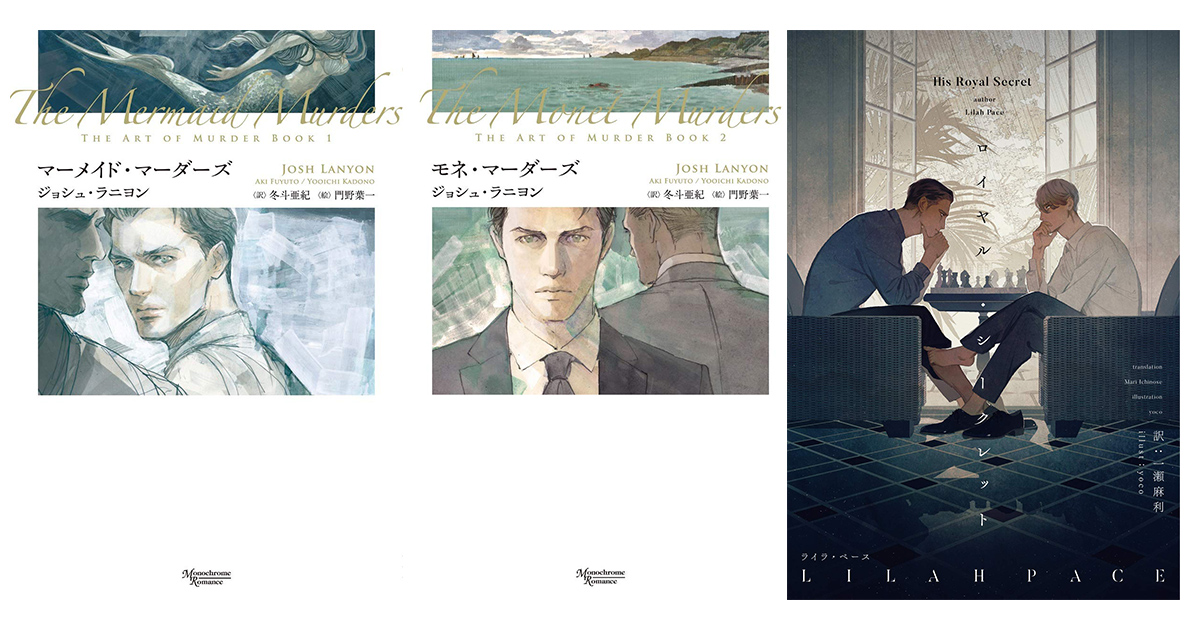 The Mermaid Murders
The Art of Murder Book 1
マーメイド・マーダーズ
Josh Lanyon
ジョシュ・ラニヨン
Aki Fuyuto / Yooichi Kadono
〈訳〉冬斗亜紀 〈絵〉門野葉一
Monochrome
Romance
The Monet Murders
The Art of Murder Book 2
モネ・マーダーズ
Josh Lanyon
ジョシュ・ラニヨン
Aki Fuyuto / Yooichi Kadono
〈訳〉冬斗亜紀 〈絵〉門野葉一
Monochrome
Romance
His Royal Secret
author
Lilah Pace
ロイヤル・シークレット
translation
Mari Ichinose
illustration
yoco
訳：一瀬麻利
illust：yoco
ライラ・ペース
LILAH PACE